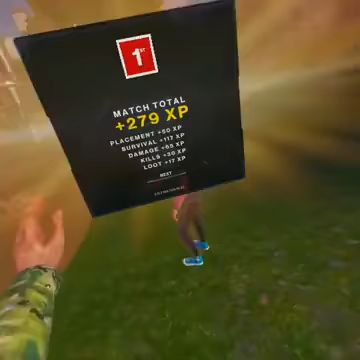 1ST
MATCH TOTAL
+279 XP
PLACEMENT +50 XP
SURVIVAL +117 XP
DAMAGE +65 XP
KILLS +30 XP
LOOT +17 XP
NEXT